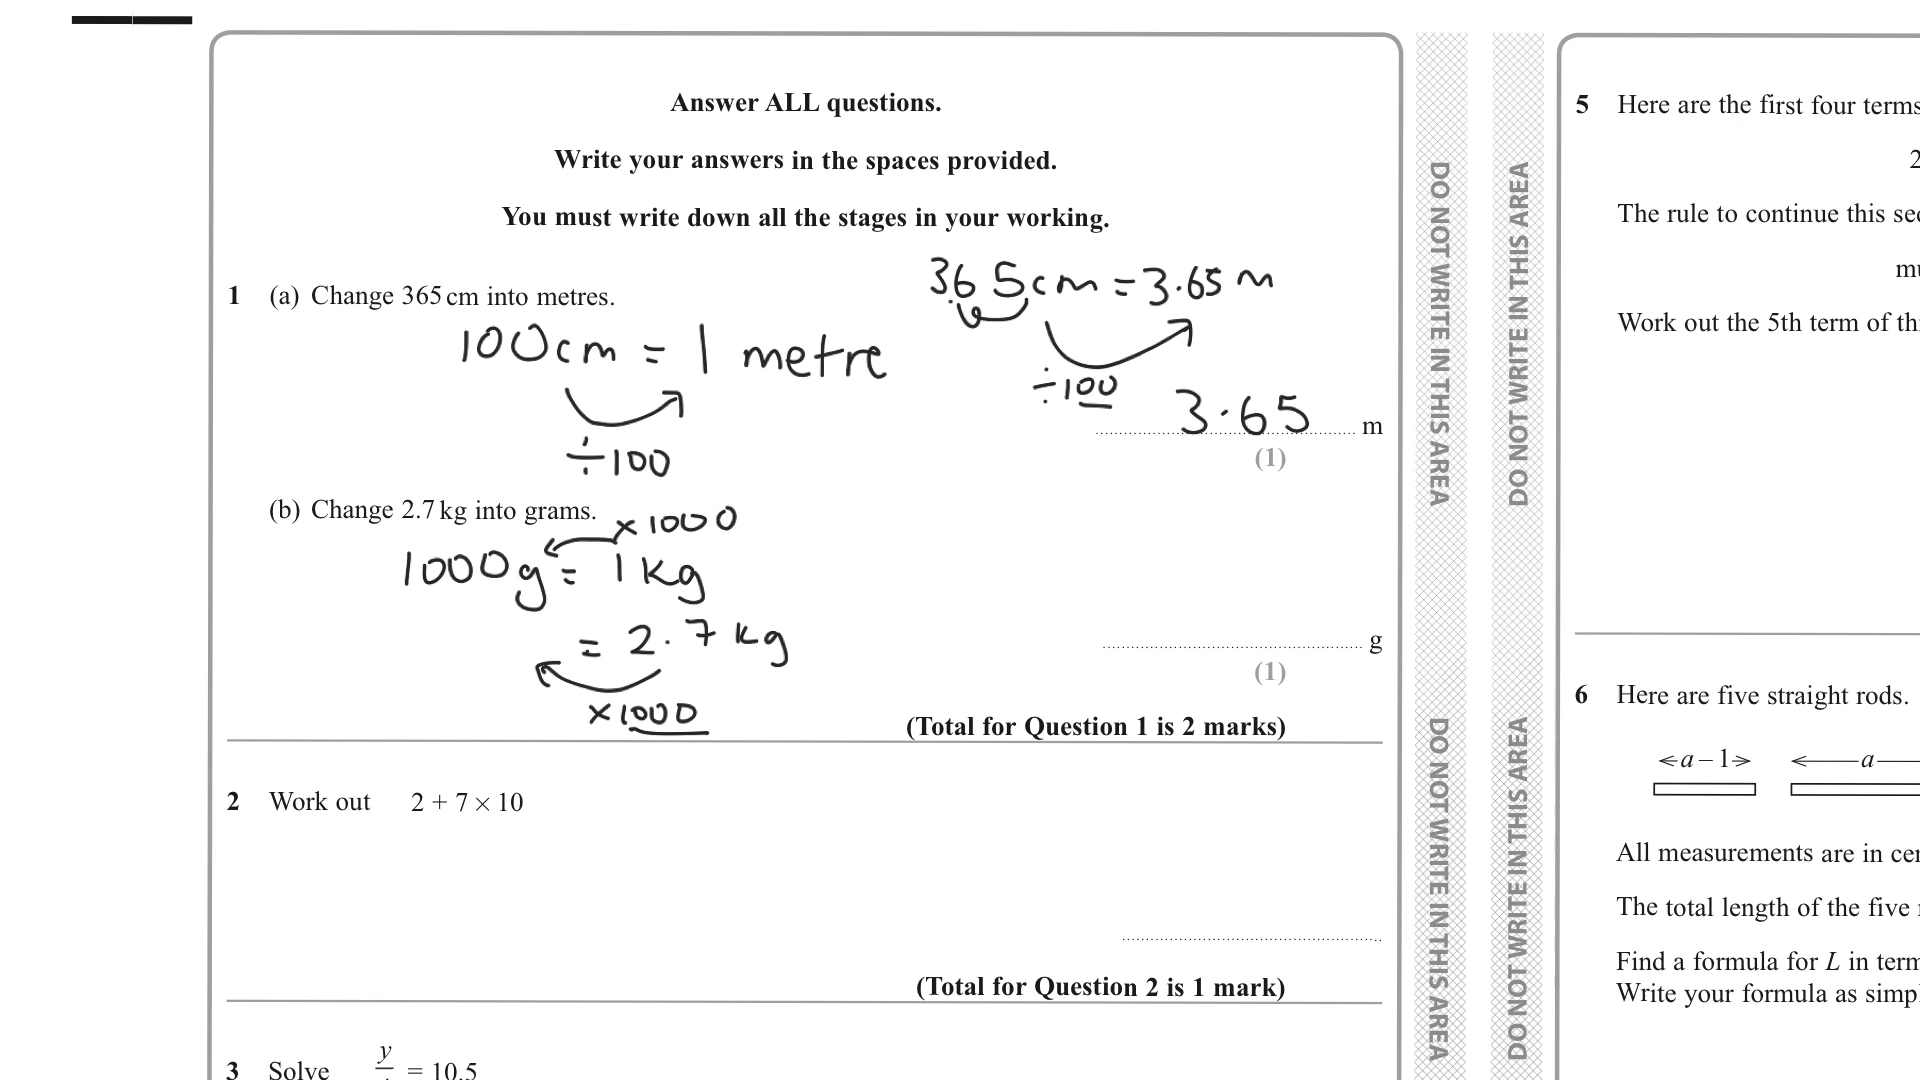 Answer ALL questions.
Write your answers in the spaces provided.
You must write down all the stages in your working.
1 (a) Change 365 cm into metres.
365cm = 3.65 m
100cm = 1 metre
÷100
÷100
3.65 m
(1)
(b) Change 2.7 kg into grams.
×1000
1000g = 1kg
= 2.7 kg
×1000
g
(1)
(Total for Question 1 is 2 marks)
2 Work out 2 + 7 × 10
(Total for Question 2 is 1 mark)
3 Solve y = 10.5
DO NOT WRITE IN THIS AREA
DO NOT WRITE IN THIS AREA
DO NOT WRITE IN THIS AREA
DO NOT WRITE IN THIS AREA
5 Here are the first four terms
2
The rule to continue this
Work out the 5th term of
6 Here are five straight rods.
a – 1 a
All measurements are in
The total length of the five
Find a formula for L in
Write your formula as